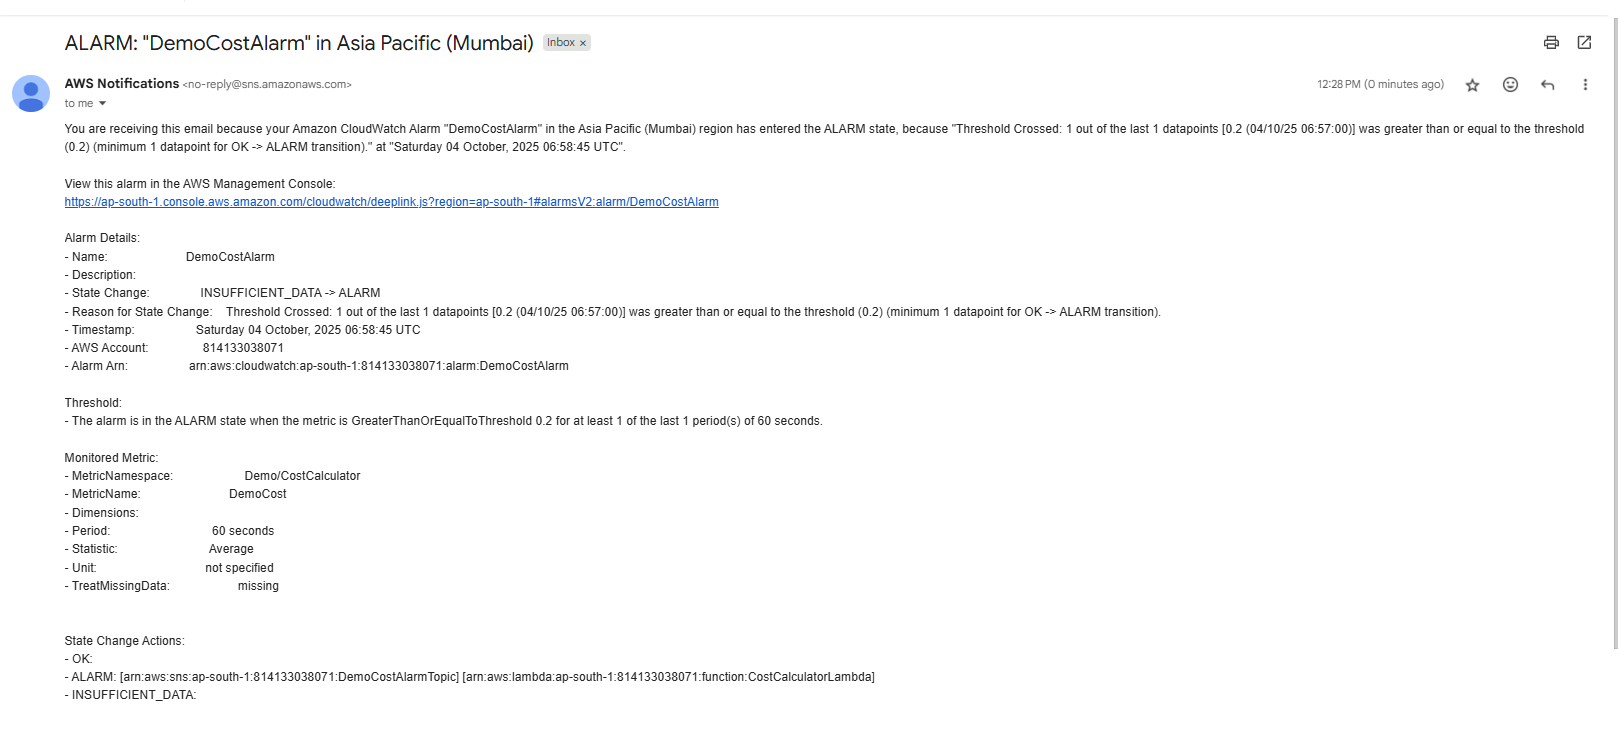 ALARM: "DemoCostAlarm" in Asia Pacific (Mumbai) Inbox ×
AWS Notifications <no-reply@sns.amazonaws.com> 12:28 PM (0 minutes ago)
to me
You are receiving this email because your Amazon CloudWatch Alarm "DemoCostAlarm" in the Asia Pacific (Mumbai) region has entered the ALARM state, because "Threshold Crossed: 1 out of the last 1 datapoints [0.2 (04/10/25 06:57:00)] was greater than or equal to the threshold
(0.2) (minimum 1 datapoint for OK -> ALARM transition)." at "Saturday 04 October, 2025 06:58:45 UTC".
View this alarm in the AWS Management Console:
https://ap-south-1.console.aws.amazon.com/cloudwatch/deeplink.js?region=ap-south-1#alarmsV2:alarm/DemoCostAlarm
Alarm Details:
- Name: DemoCostAlarm
- Description:
- State Change: INSUFFICIENT_DATA -> ALARM
- Reason for State Change: Threshold Crossed: 1 out of the last 1 datapoints [0.2 (04/10/25 06:57:00)] was greater than or equal to the threshold (0.2) (minimum 1 datapoint for OK -> ALARM transition).
- Timestamp: Saturday 04 October, 2025 06:58:45 UTC
- AWS Account: 814133038071
- Alarm Arn: arn:aws:cloudwatch:ap-south-1:814133038071:alarm:DemoCostAlarm
Threshold:
- The alarm is in the ALARM state when the metric is GreaterThanOrEqualToThreshold 0.2 for at least 1 of the last 1 period(s) of 60 seconds.
Monitored Metric:
- MetricNamespace: Demo/CostCalculator
- MetricName: DemoCost
- Dimensions:
- Period: 60 seconds
- Statistic: Average
- Unit: not specified
- TreatMissingData: missing
State Change Actions:
- OK:
- ALARM: [arn:aws:sns:ap-south-1:814133038071:DemoCostAlarmTopic] [arn:aws:lambda:ap-south-1:814133038071:function:CostCalculatorLambda]
- INSUFFICIENT_DATA: